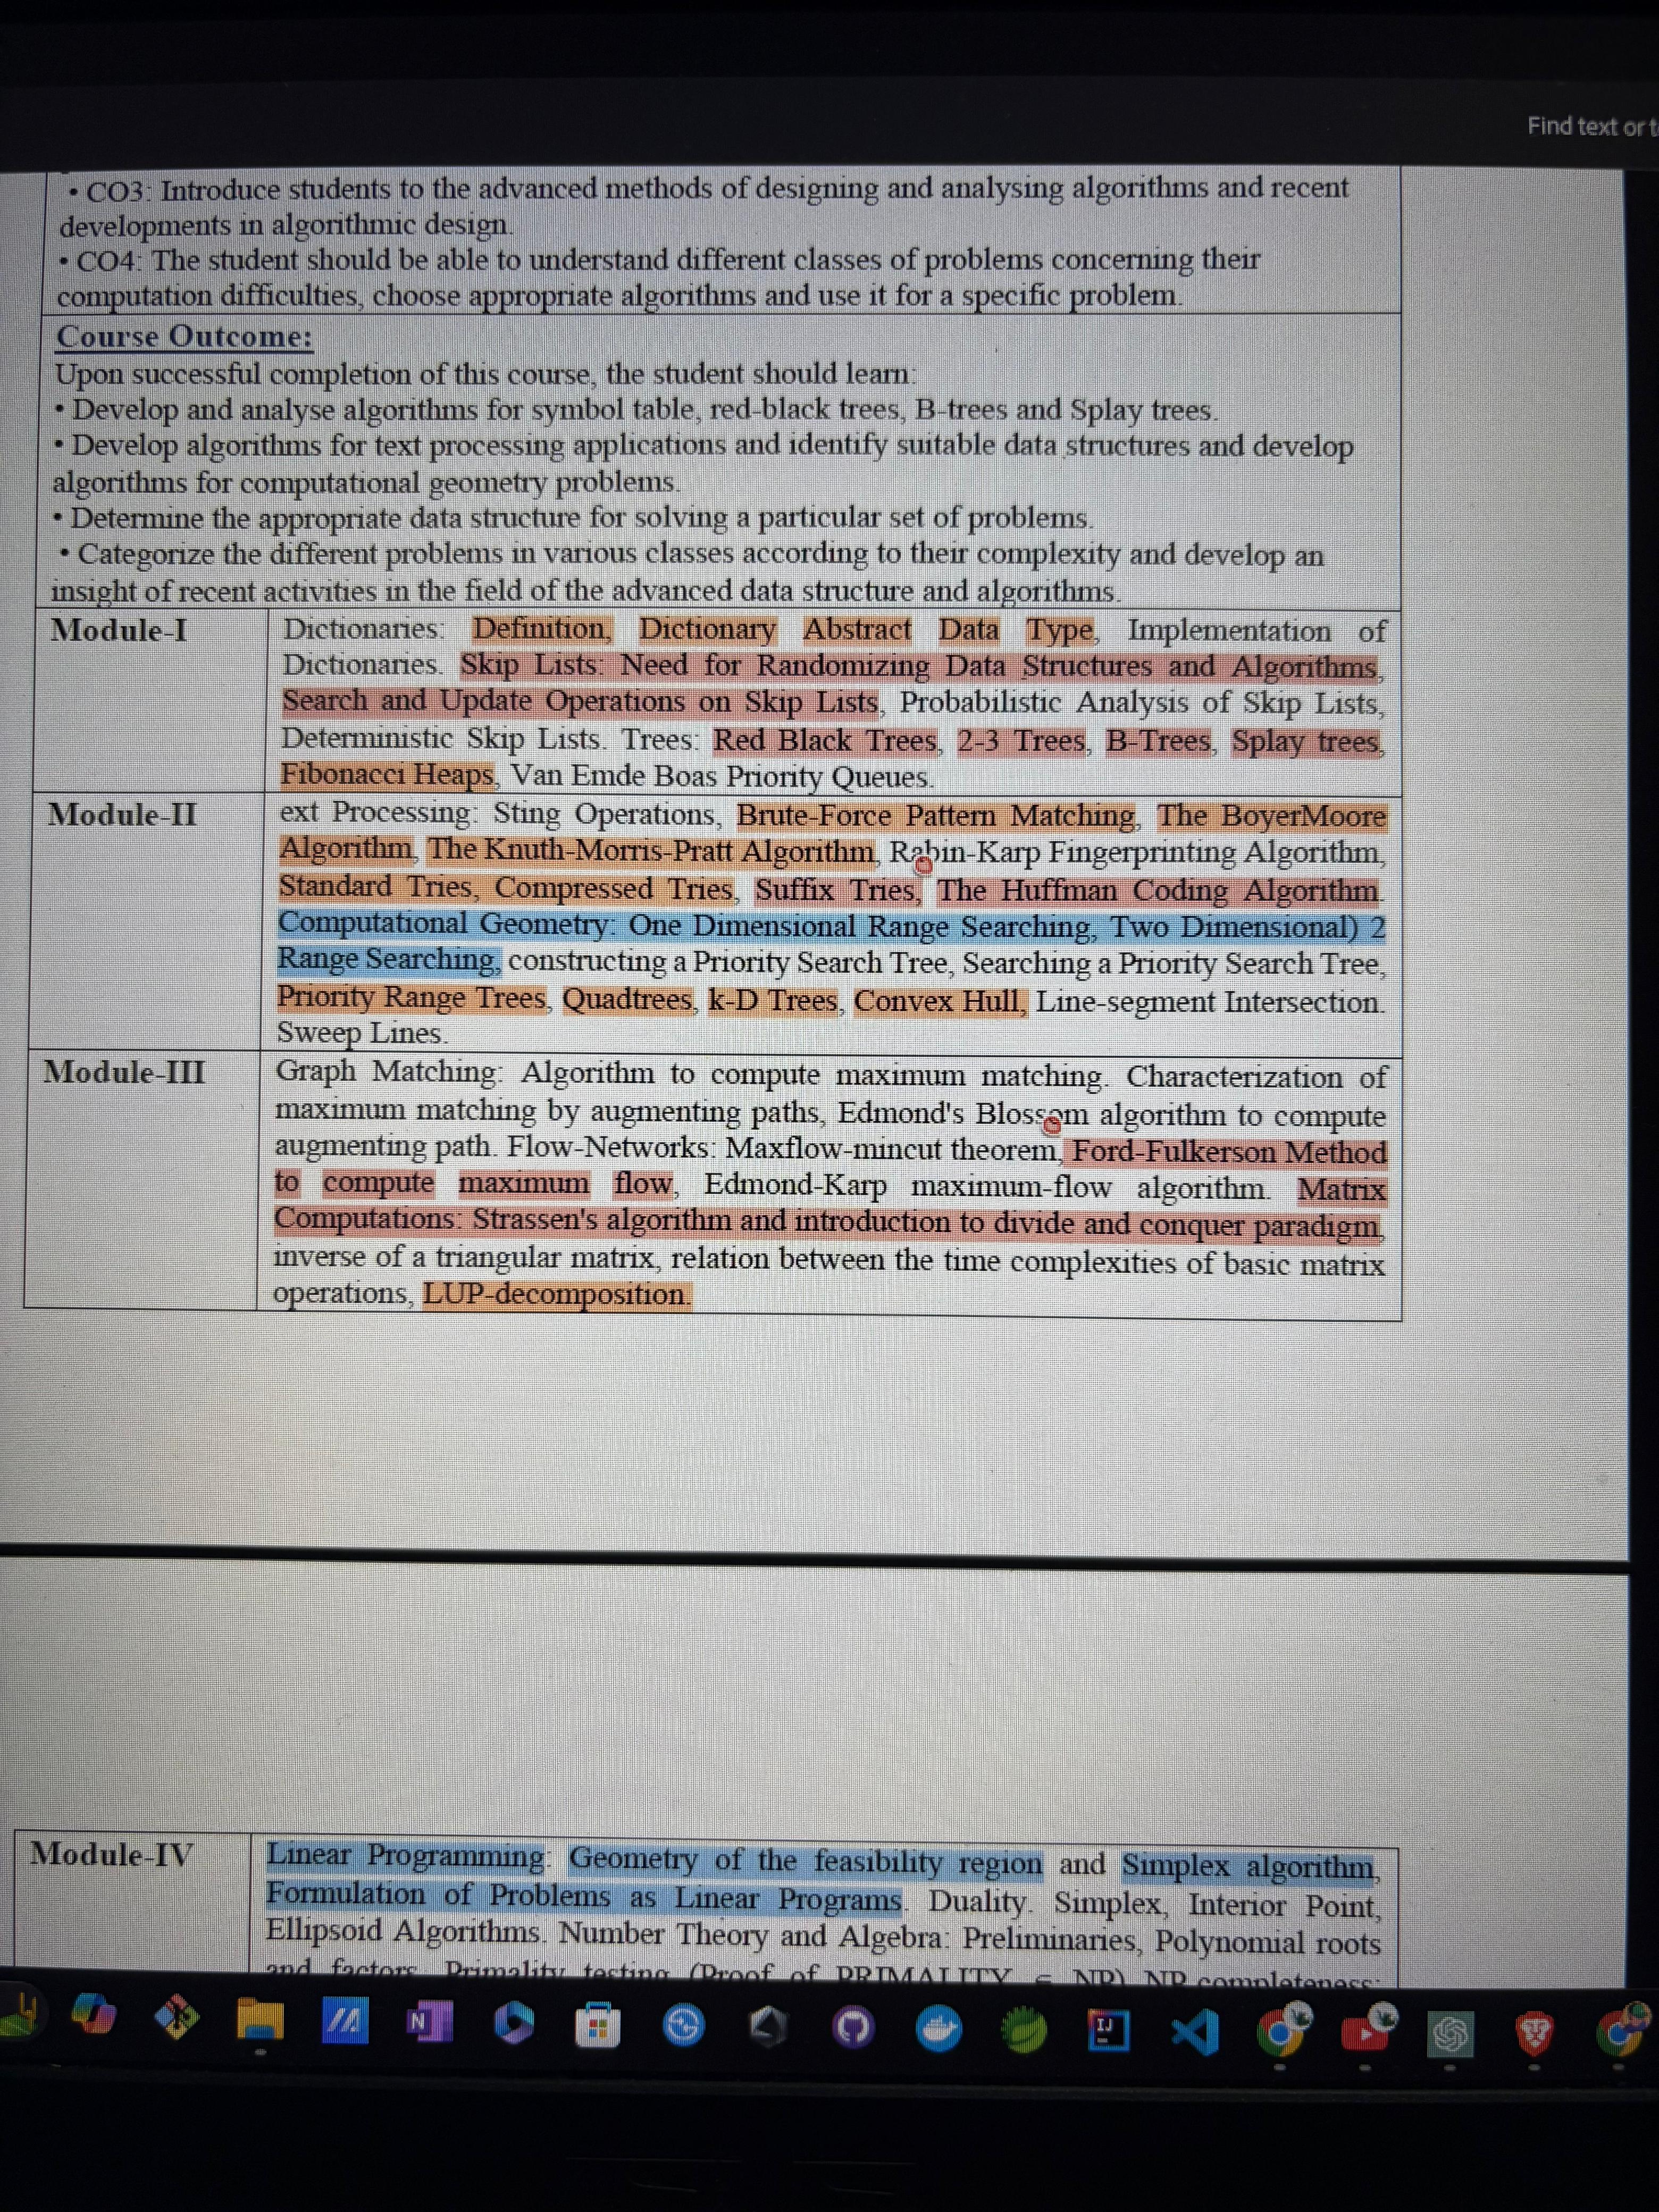 Find text or t
• CO3: Introduce students to the advanced methods of designing and analysing algorithms and recent
developments in algorithmic design.
• CO4: The student should be able to understand different classes of problems concerning their
computation difficulties, choose appropriate algorithms and use it for a specific problem.
Course Outcome:
Upon successful completion of this course, the student should learn:
• Develop and analyse algorithms for symbol table, red-black trees, B-trees and Splay trees.
• Develop algorithms for text processing applications and identify suitable data structures and develop
algorithms for computational geometry problems.
• Determine the appropriate data structure for solving a particular set of problems.
• Categorize the different problems in various classes according to their complexity and develop an
insight of recent activities in the field of the advanced data structure and algorithms.
Module-I Dictionaries: Definition, Dictionary Abstract Data Type, Implementation of
Dictionaries. Skip Lists: Need for Randomizing Data Structures and Algorithms,
Search and Update Operations on Skip Lists, Probabilistic Analysis of Skip Lists,
Deterministic Skip Lists. Trees: Red Black Trees, 2-3 Trees, B-Trees, Splay trees,
Fibonacci Heaps, Van Emde Boas Priority Queues.
Module-II ext Processing: Sting Operations, Brute-Force Pattern Matching, The BoyerMoore
Algorithm, The Knuth-Morris-Pratt Algorithm, Rabin-Karp Fingerprinting Algorithm,
Standard Tries, Compressed Tries, Suffix Tries, The Huffman Coding Algorithm.
Computational Geometry: One Dimensional Range Searching, Two Dimensional) 2
Range Searching, constructing a Priority Search Tree, Searching a Priority Search Tree,
Priority Range Trees, Quadtrees, k-D Trees, Convex Hull, Line-segment Intersection.
Sweep Lines.
Module-III Graph Matching: Algorithm to compute maximum matching. Characterization of
maximum matching by augmenting paths, Edmond's Blossom algorithm to compute
augmenting path. Flow-Networks: Maxflow-mincut theorem, Ford-Fulkerson Method
to compute maximum flow, Edmond-Karp maximum-flow algorithm. Matrix
Computations: Strassen's algorithm and introduction to divide and conquer paradigm,
inverse of a triangular matrix, relation between the time complexities of basic matrix
operations, LUP-decomposition.
Module-IV Linear Programming: Geometry of the feasibility region and Simplex algorithm,
Formulation of Problems as Linear Programs. Duality. Simplex, Interior Point,
Ellipsoid Algorithms. Number Theory and Algebra: Preliminaries, Polynomial roots
and factors, Primality testing (Proof of PRIMALITY ∈ NP) NP completeness:
N
IJ